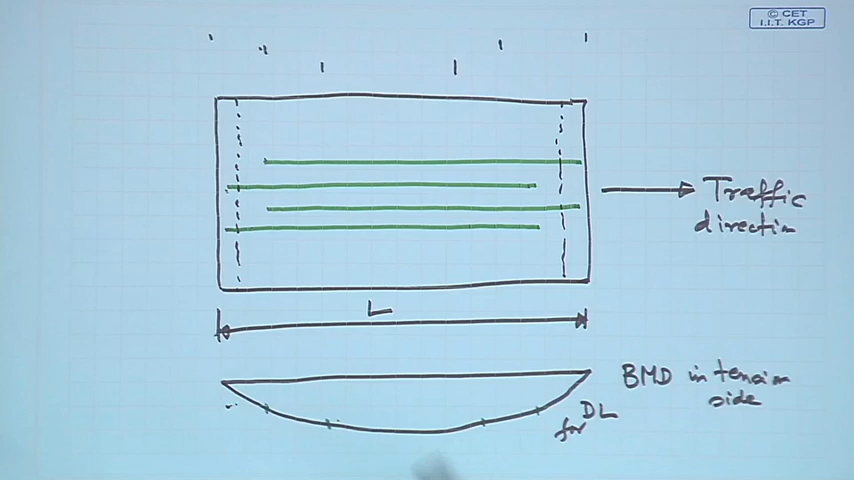 © CET
I.I.T. KGP
Traffic
direction
L
BMD in tension
side
for DL